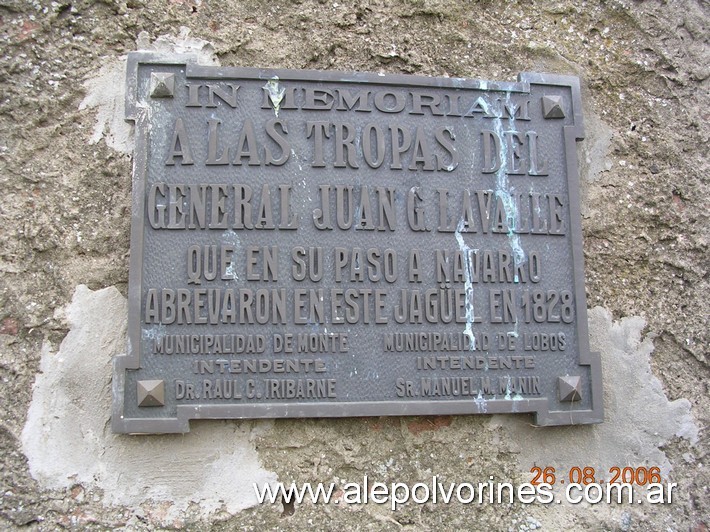 IN MEMORIAM
A LAS TROPAS DEL
GENERAL JUAN G. LAVALLE
QUE EN SU PASO A NAVARRO
ABREVARON EN ESTE JAGÜEL EN 1828
MUNICIPALIDAD DE MONTE
INTENDENTE
DR. RAUL C. IRIBARNE
MUNICIPALIDAD DE LOBOS
INTENDENTE
SR. MANUEL M. MANIN
26.08.2006
www.alepolvorines.com.ar